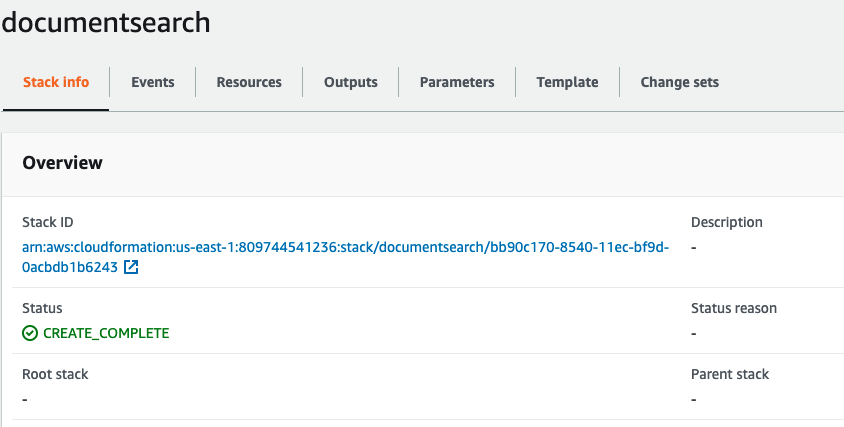 documentsearch
Stack info Events Resources Outputs Parameters Template Change sets
Overview
Stack ID Description
arn:aws:cloudformation:us-east-1:809744541236:stack/documentsearch/bb90c170-8540-11ec-bf9d- -
0acbdb1b6243
Status Status reason
CREATE_COMPLETE -
Root stack Parent stack
- -